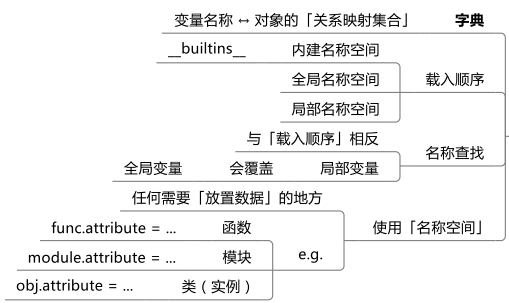 变量名称 ↔ 对象的「关系映射集合」 字典
__builtins__ 内建名称空间
全局名称空间 载入顺序
局部名称空间
与「载入顺序」相反
名称查找
全局变量 会覆盖 局部变量
任何需要「放置数据」的地方
func.attribute = ... 函数 使用「名称空间」
module.attribute = ... 模块 e.g.
obj.attribute = ... 类（实例）